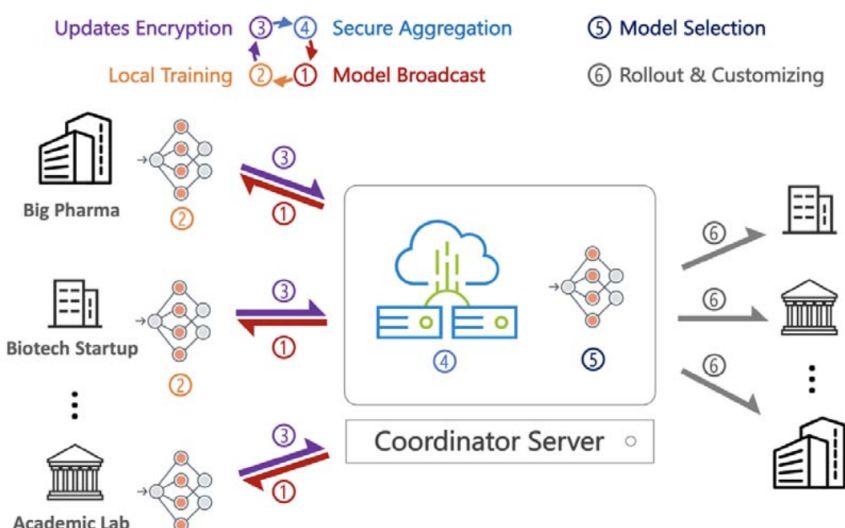 Updates Encryption ③ ④ Secure Aggregation ⑤ Model Selection
Local Training ② ① Model Broadcast ⑥ Rollout & Customizing
③
①
Big Pharma
②
⑥
③
①
Biotech Startup
②
④
⑤
⑥
⑥
③
①
Coordinator Server
Academic Lab